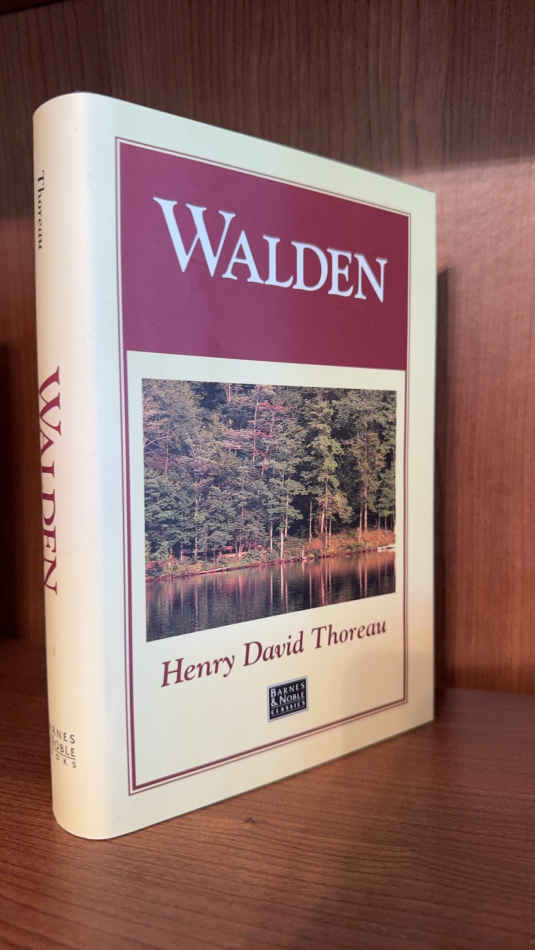 Thoreau
WALDEN
WALDEN
Henry David Thoreau
BARNES
& NOBLE
CLASSICS